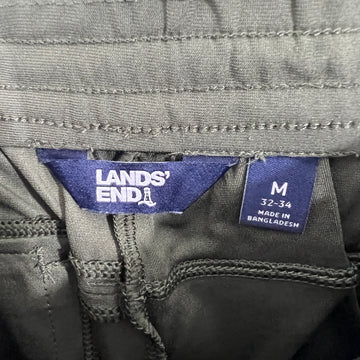 LANDS'
END
M
32-34
MADE IN
BANGLADESH